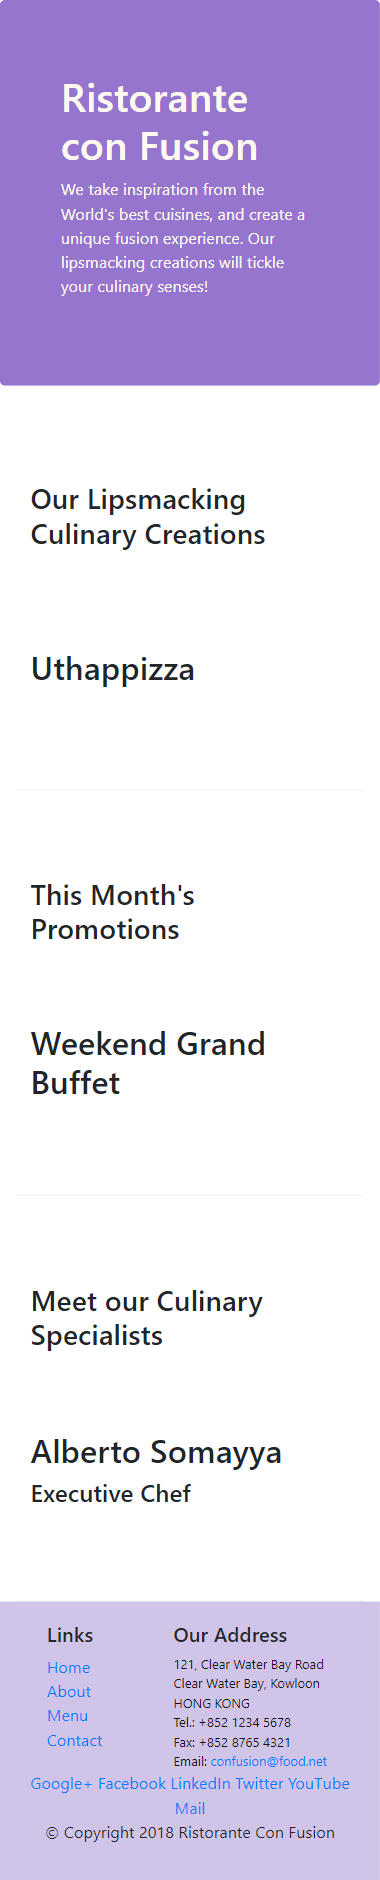 Ristorante
con Fusion
We take inspiration from the
World's best cuisines, and create a
unique fusion experience. Our
lipsmacking creations will tickle
your culinary senses!
Our Lipsmacking
Culinary Creations
Uthappizza
This Month's
Promotions
Weekend Grand
Buffet
Meet our Culinary
Specialists
Alberto Somayya
Executive Chef
Links
Home
About
Menu
Contact
Our Address
121, Clear Water Bay Road
Clear Water Bay, Kowloon
HONG KONG
Tel.: +852 1234 5678
Fax: +852 8765 4321
Email: confusion@food.net
Google+ Facebook LinkedIn Twitter YouTube
Mail
© Copyright 2018 Ristorante Con Fusion